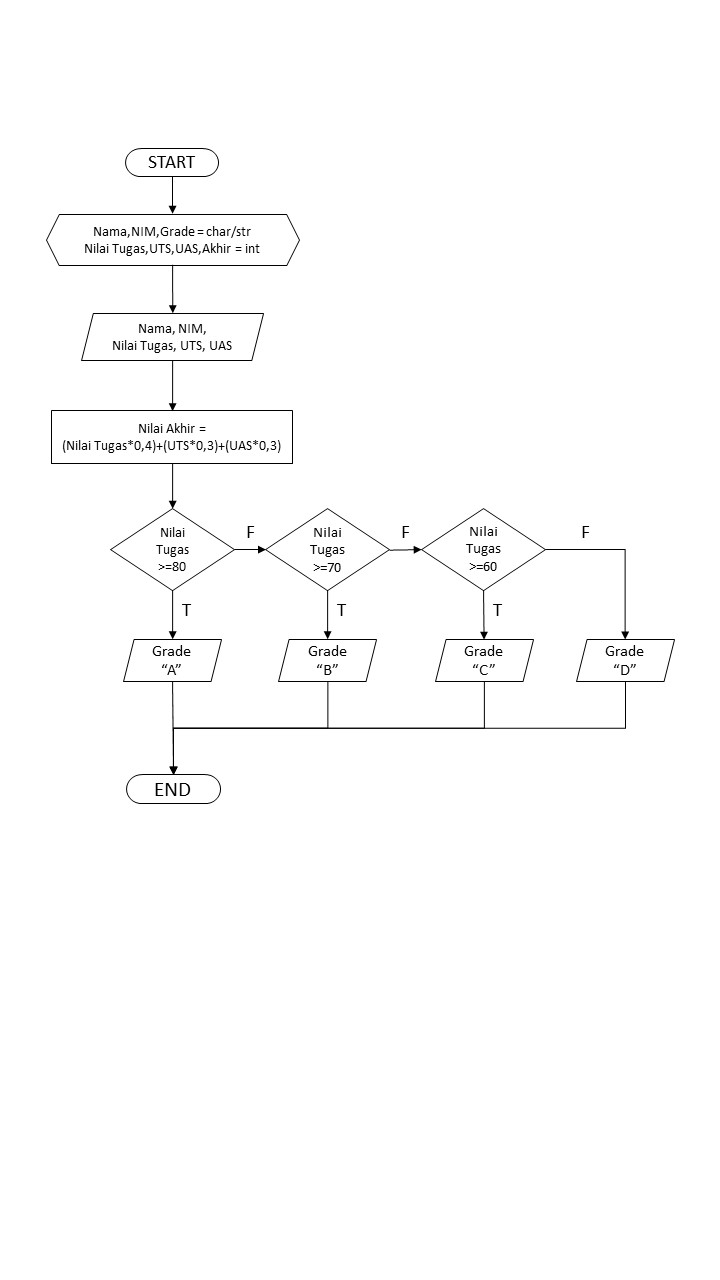 START
Nama,NIM,Grade = char/str
Nilai Tugas,UTS,UAS,Akhir = int
Nama, NIM,
Nilai Tugas, UTS, UAS
Nilai Akhir =
(Nilai Tugas*0,4)+(UTS*0,3)+(UAS*0,3)
Nilai
Tugas
>=80
F
Nilai
Tugas
>=70
F
Nilai
Tugas
>=60
F
T
T
T
Grade
“A”
Grade
“B”
Grade
“C”
Grade
“D”
END